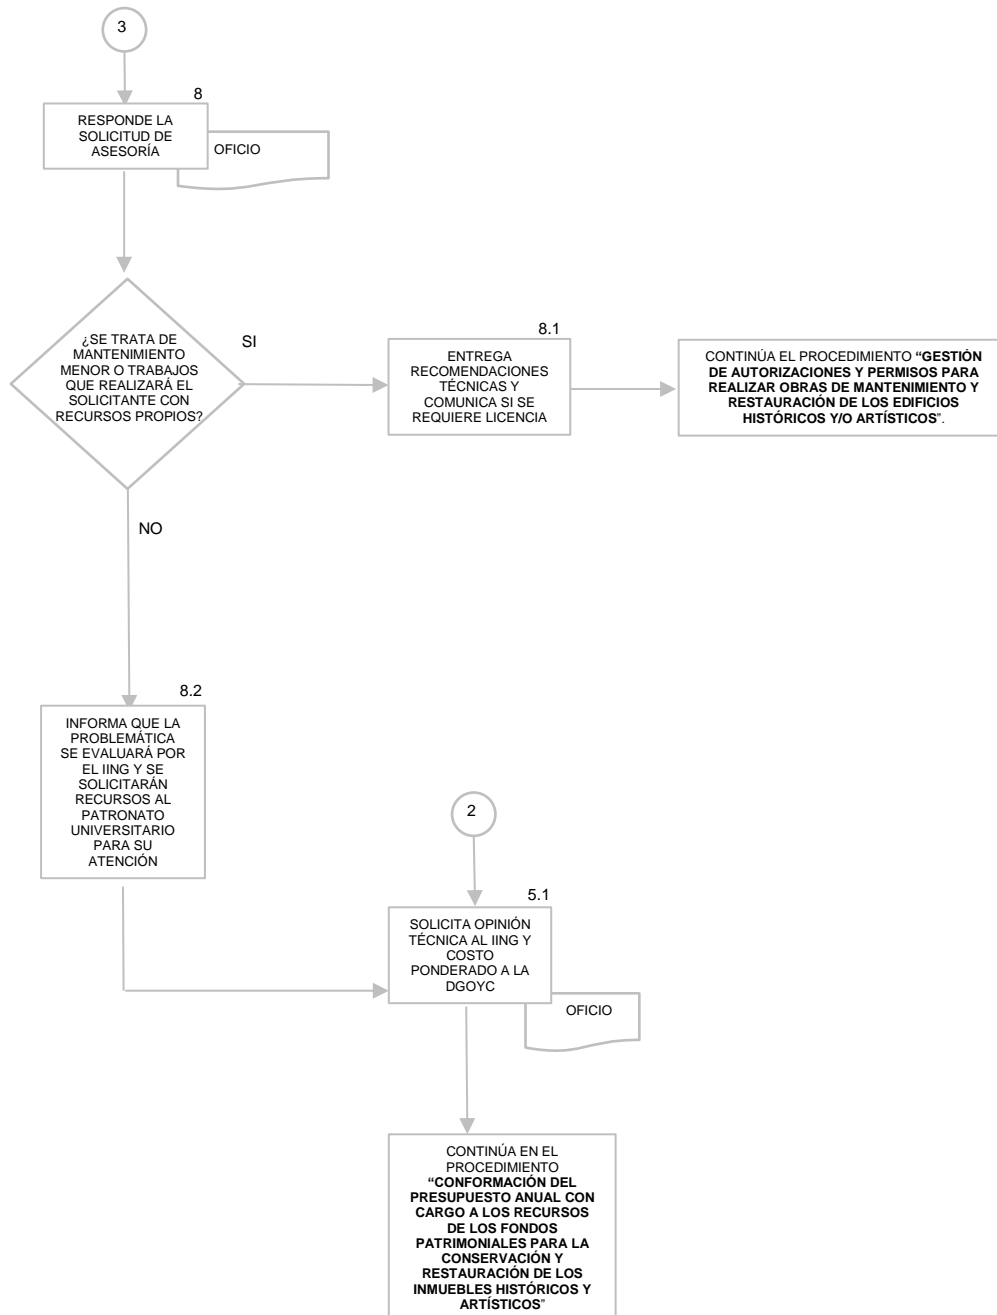 3
8
RESPONDE LA
SOLICITUD DE
ASESORÍA
OFICIO
¿SE TRATA DE
MANTENIMIENTO
MENOR O TRABAJOS
QUE REALIZARÁ EL
SOLICITANTE CON
RECURSOS PROPIOS?
SI
8.1
ENTREGA
RECOMENDACIONES
TÉCNICAS Y
COMUNICA SI SE
REQUIERE LICENCIA
CONTINÚA EL PROCEDIMIENTO “GESTIÓN
DE AUTORIZACIONES Y PERMISOS PARA
REALIZAR OBRAS DE MANTENIMIENTO Y
RESTAURACIÓN DE LOS EDIFICIOS
HISTÓRICOS Y/O ARTÍSTICOS”.
NO
8.2
INFORMA QUE LA
PROBLEMÁTICA
SE EVALUARÁ POR
EL IING Y SE
SOLICITARÁN
RECURSOS AL
PATRONATO
UNIVERSITARIO
PARA SU
ATENCIÓN
2
5.1
SOLICITA OPINIÓN
TÉCNICA AL IING Y
COSTO
PONDERADO A LA
DGOYC
OFICIO
CONTINÚA EN EL
PROCEDIMIENTO
“CONFORMACIÓN DEL
PRESUPUESTO ANUAL CON
CARGO A LOS RECURSOS
DE LOS FONDOS
PATRIMONIALES PARA LA
CONSERVACIÓN Y
RESTAURACIÓN DE LOS
INMUEBLES HISTÓRICOS Y
ARTÍSTICOS”